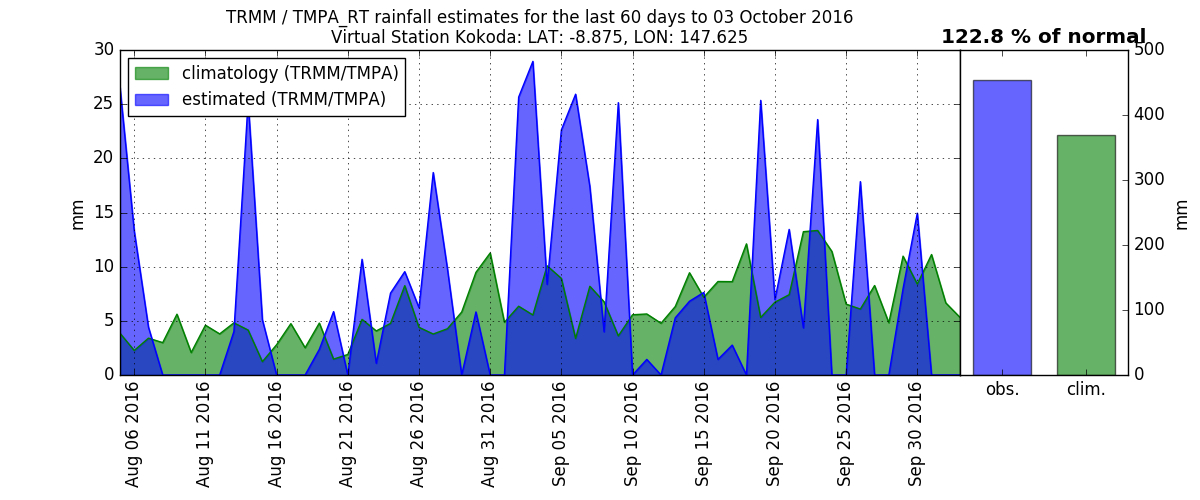 TRMM / TMPA_RT rainfall estimates for the last 60 days to 03 October 2016
Virtual Station Kokoda: LAT: -8.875, LON: 147.625
122.8 % of normal
climatology (TRMM/TMPA)
estimated (TRMM/TMPA)
30
25
20
15
10
5
0
mm
500
400
300
200
100
0
mm
obs.
clim.
Aug 06 2016
Aug 11 2016
Aug 16 2016
Aug 21 2016
Aug 26 2016
Aug 31 2016
Sep 05 2016
Sep 10 2016
Sep 15 2016
Sep 20 2016
Sep 25 2016
Sep 30 2016